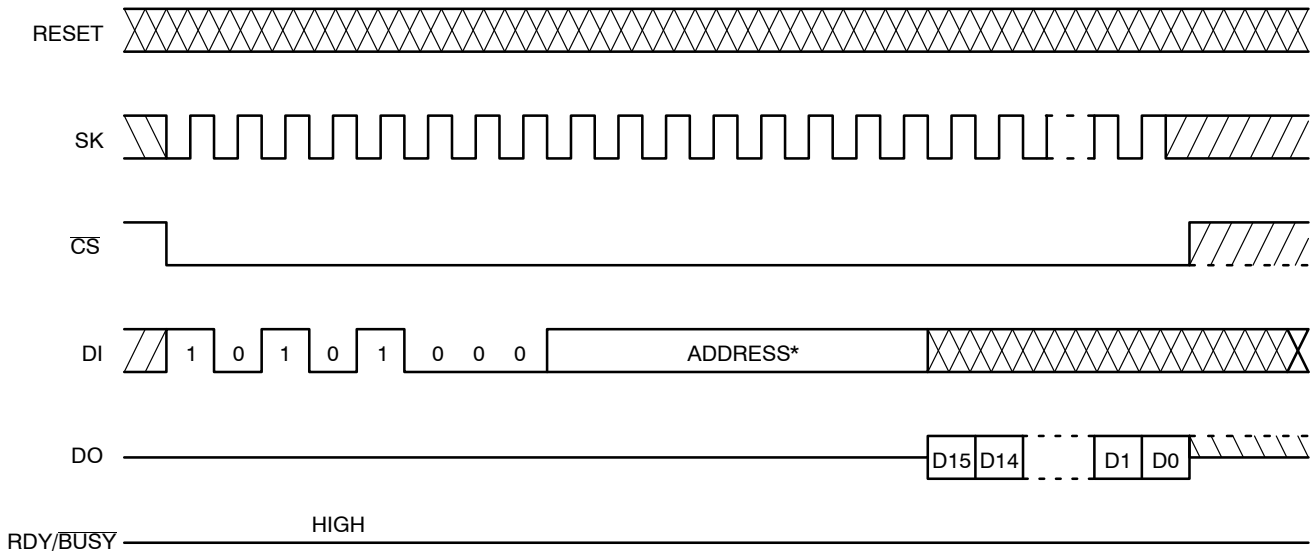 RESET
SK
CS
DI 1 0 1 0 1 0 0 0 ADDRESS*
DO D15 D14 D1 D0
HIGH
RDY/BUSY